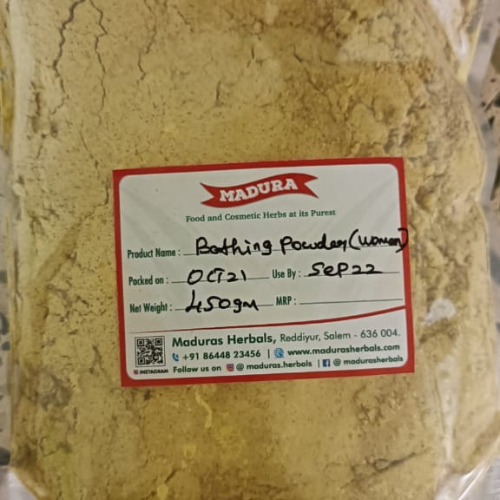 MADURA
Food and Cosmetic Herbs at its Purest
Product Name : Bathing Powder (Women)
Packed on : OCT21 Use By : SEP22
Net Weight : 450gm MRP :
Maduras Herbals, Reddiyur, Salem - 636 004.
+91 86448 23456 | www.madurasherbals.com
INSTAGRAM Follow us on @ maduras.herbals | @ madurasherbals